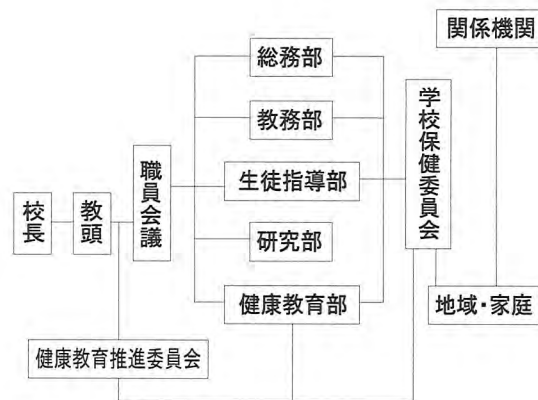 関係機関
総務部
教務部
生徒指導部
研究部
健康教育部
学校保健委員会
職員会議
教頭
校長
地域・家庭
健康教育推進委員会